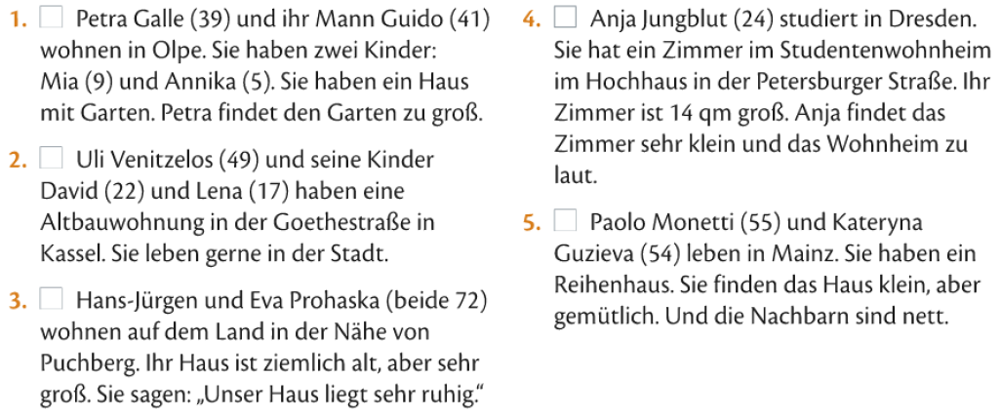 1. Petra Galle (39) und ihr Mann Guido (41)
wohnen in Olpe. Sie haben zwei Kinder:
Mia (9) und Annika (5). Sie haben ein Haus
mit Garten. Petra findet den Garten zu groß.
2. Uli Venitzelos (49) und seine Kinder
David (22) und Lena (17) haben eine
Altbauwohnung in der Goethestraße in
Kassel. Sie leben gerne in der Stadt.
3. Hans-Jürgen und Eva Prohaska (beide 72)
wohnen auf dem Land in der Nähe von
Puchberg. Ihr Haus ist ziemlich alt, aber sehr
groß. Sie sagen: „Unser Haus liegt sehr ruhig.“
4. Anja Jungblut (24) studiert in Dresden.
Sie hat ein Zimmer im Studentenwohnheim
im Hochhaus in der Petersburger Straße. Ihr
Zimmer ist 14 qm groß. Anja findet das
Zimmer sehr klein und das Wohnheim zu
laut.
5. Paolo Monetti (55) und Kateryna
Guzieva (54) leben in Mainz. Sie haben ein
Reihenhaus. Sie finden das Haus klein, aber
gemütlich. Und die Nachbarn sind nett.